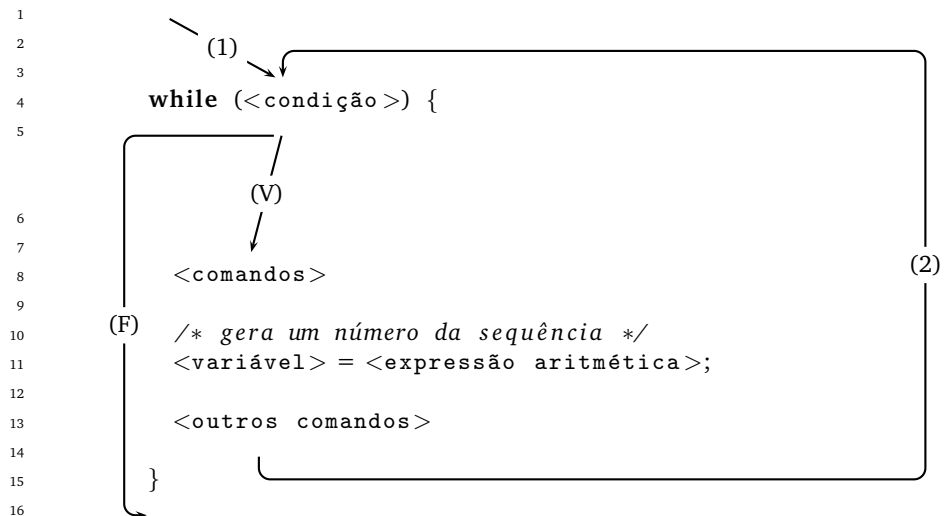 1
2 (1)
3
4 while (<condição>) {
5
(V)
6
7
8 <comandos> (2)
9
10 (F) /* gera um número da sequência */
11 <variável> = <expressão aritmética>;
12
13 <outros comandos>
14
15 }
16